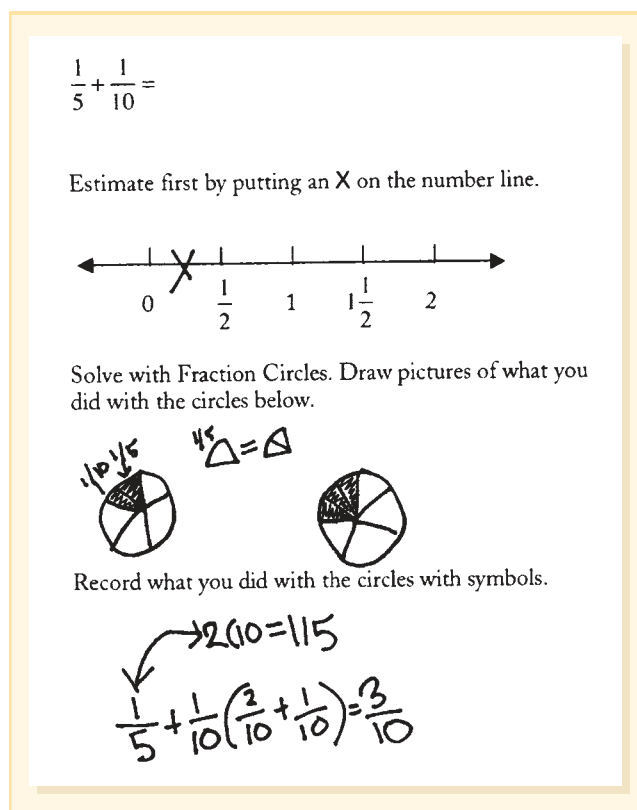 1/5 + 1/10 =
Estimate first by putting an X on the number line.
X
0 1/2 1 1 1/2 2
Solve with Fraction Circles. Draw pictures of what you
did with the circles below.
1/10 1/5 1/5 =
Record what you did with the circles with symbols.
2/10=1/5
1/5 + 1/10 (2/10 + 1/10) = 3/10